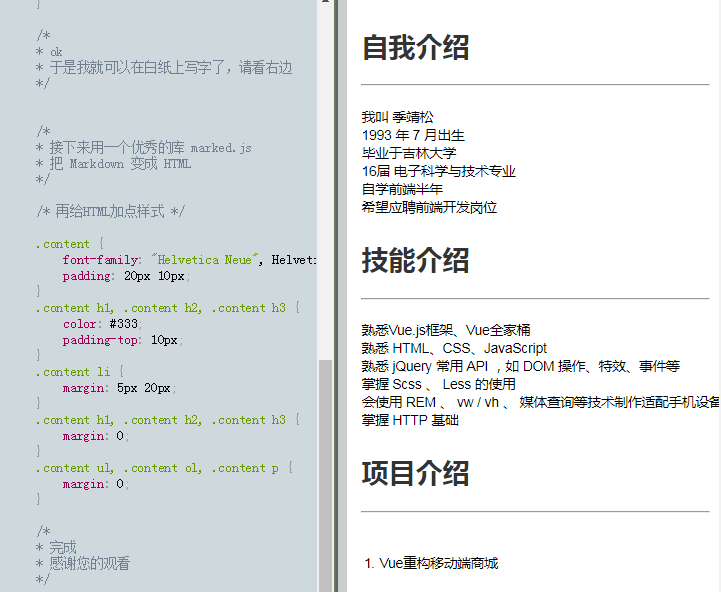 }
/*
* ok
* 于是我就可以在白纸上写字了，请看右边
*/
/*
* 接下来用一个优秀的库 marked.js
* 把 Markdown 变成 HTML
*/
/* 再给HTML加点样式 */
.content {
font-family: "Helvetica Neue", Helveti
padding: 20px 10px;
}
.content h1, .content h2, .content h3 {
color: #333;
padding-top: 10px;
}
.content li {
margin: 5px 20px;
}
.content h1, .content h2, .content h3 {
margin: 0;
}
.content ul, .content ol, .content p {
margin: 0;
}
/*
* 完成
* 感谢您的观看
*/
自我介绍
我叫 季靖松
1993 年 7 月出生
毕业于吉林大学
16届 电子科学与技术专业
自学前端半年
希望应聘前端开发岗位
技能介绍
熟悉Vue.js框架、Vue全家桶
熟悉 HTML、CSS、JavaScript
熟悉 jQuery 常用 API ，如 DOM 操作、特效、事件等
掌握 Scss 、 Less 的使用
会使用 REM 、 vw / vh 、 媒体查询等技术制作适配手机设备
掌握 HTTP 基础
项目介绍
1. Vue重构移动端商城